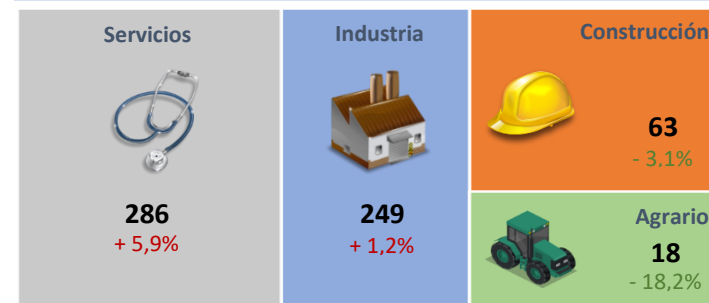 Servicios
286
+ 5,9%
Industria
249
+ 1,2%
Construcción
63
- 3,1%
Agrario
18
- 18,2%